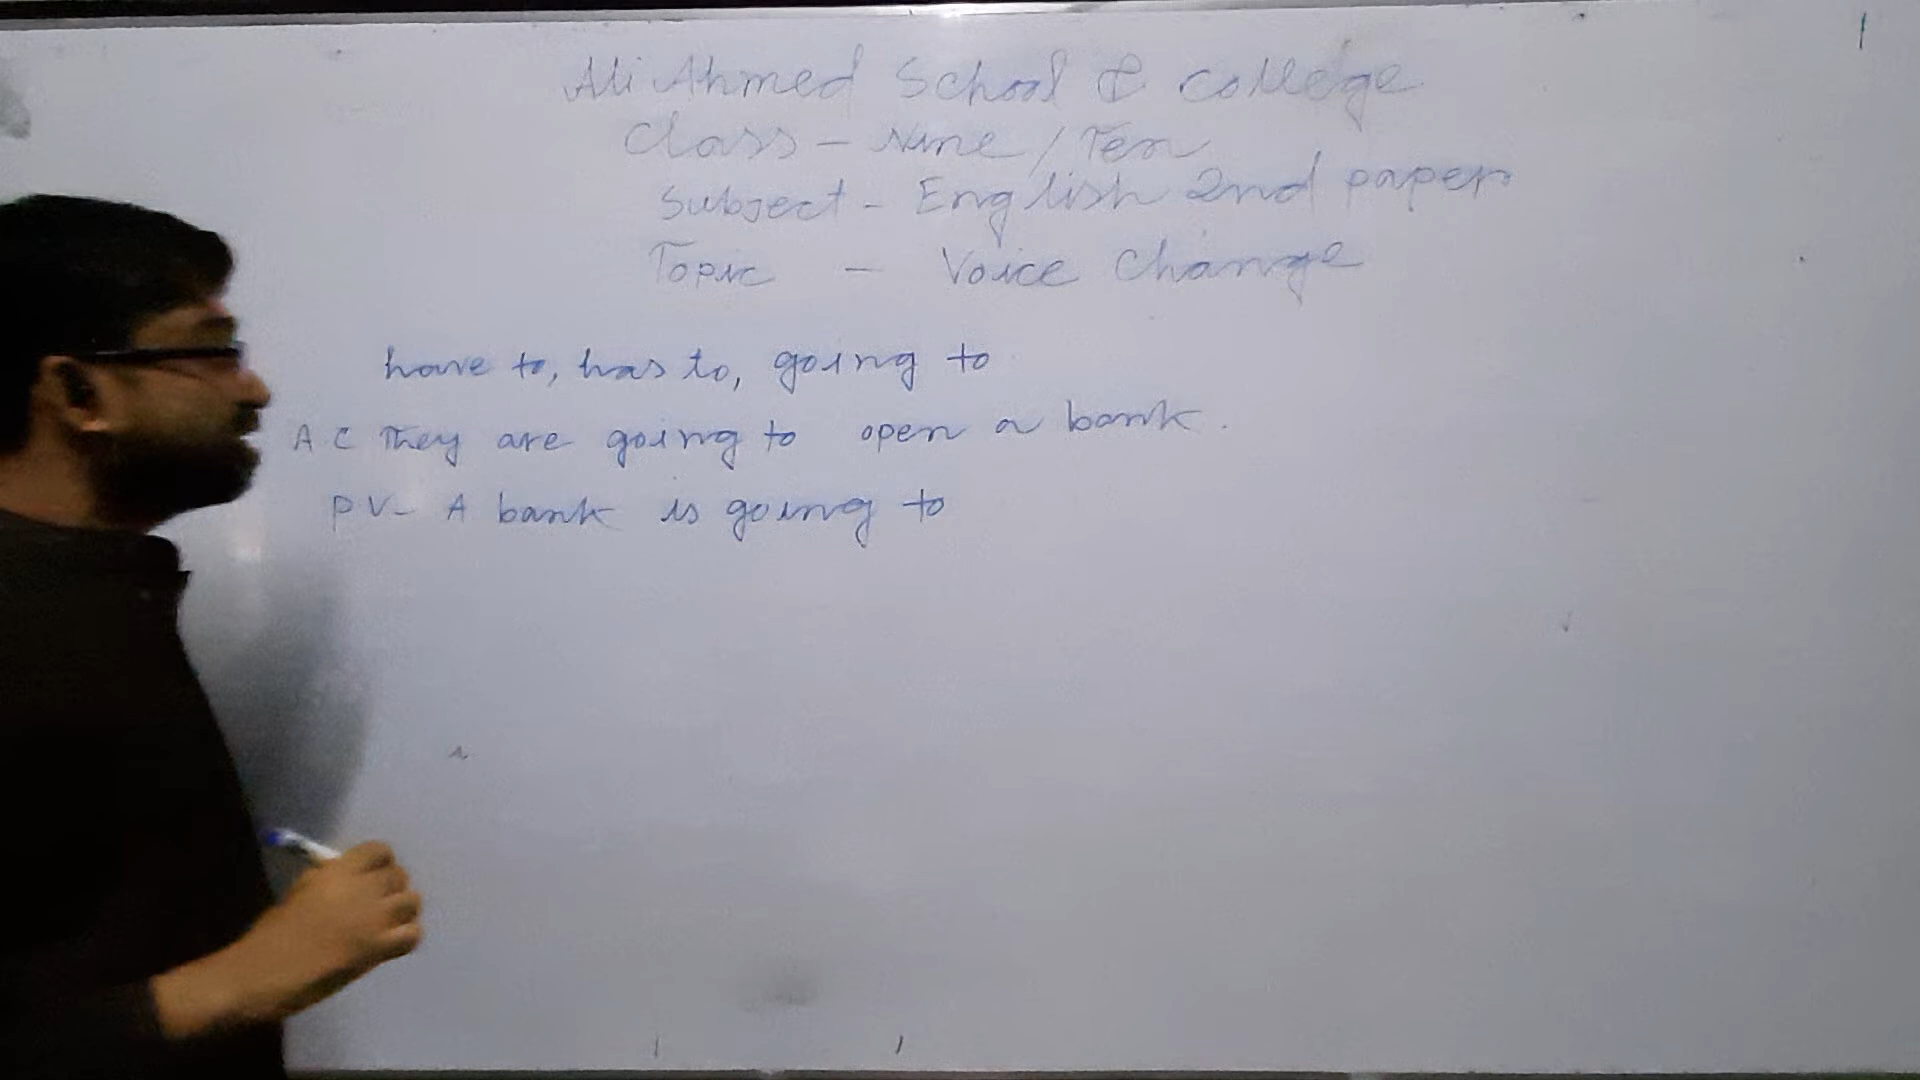 Ali Ahmed School & college
Class - Nine / Ten
Subject - English 2nd paper
Topic - Voice Change
have to, has to, going to
A C They are going to open a bank.
PV- A bank is going to